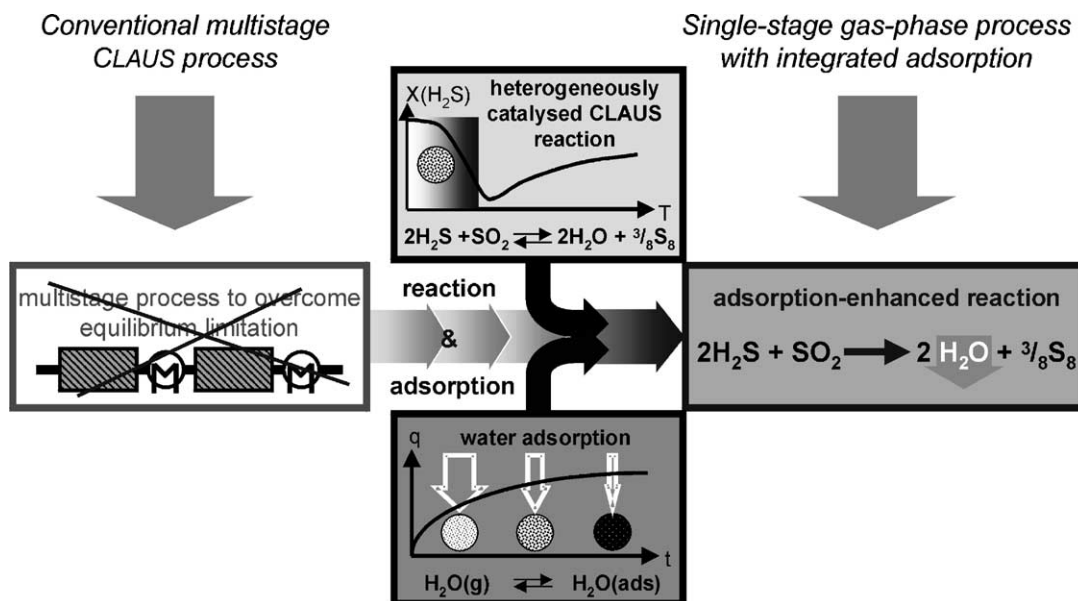 Conventional multistage
CLAUS process
Single-stage gas-phase process
with integrated adsorption
X(H₂S)
heterogeneously
catalysed CLAUS
reaction
T
2H₂S +SO₂ ⇌ 2H₂O + ³/₈S₈
multistage process to overcome
equilibrium limitation
reaction
&
adsorption
adsorption-enhanced reaction
2H₂S + SO₂ → 2 H₂O + ³/₈S₈
q
water adsorption
t
H₂O(g) ⇌ H₂O(ads)